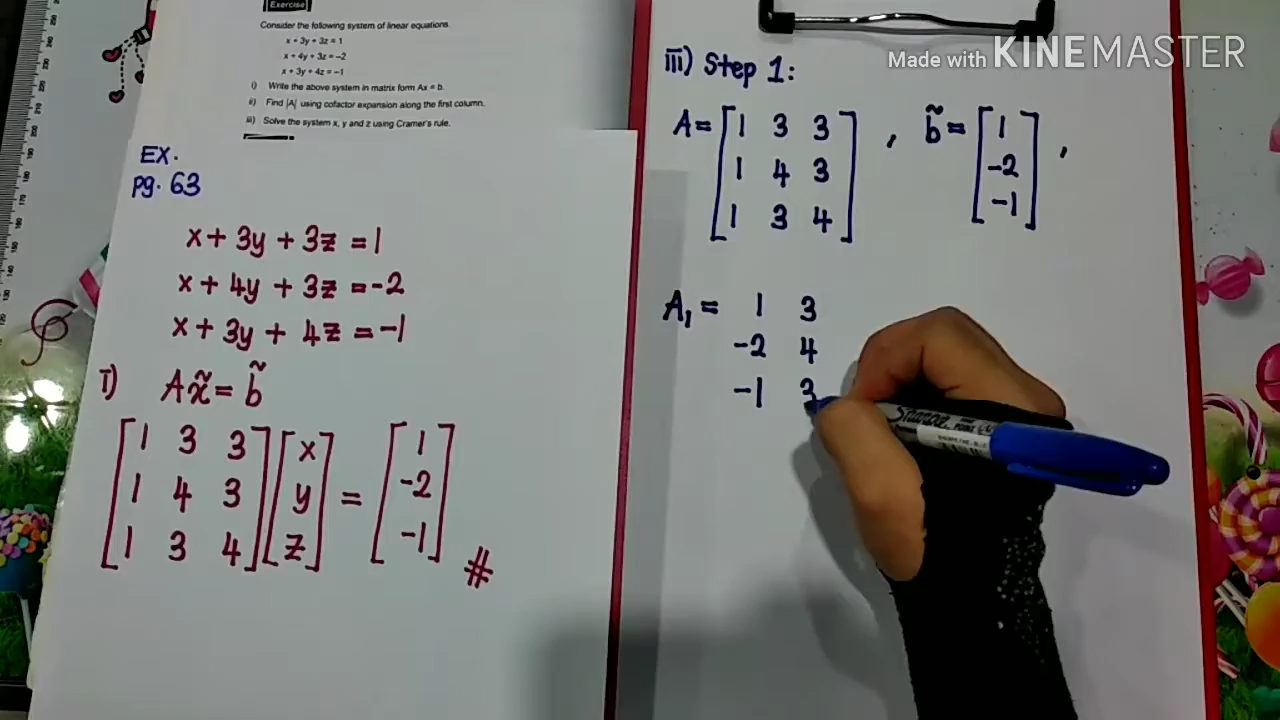 Exercise
Consider the following system of linear equations.
x + 3y + 3z = 1
x + 4y + 3z = -2
x + 3y + 4z = -1
i) Write the above system in matrix form Ax = b.
ii) Find |A| using cofactor expansion along the first column.
iii) Solve the system x, y and z using Cramer's rule.
EX.
pg. 63
x + 3y + 3z = 1
x + 4y + 3z = -2
x + 3y + 4z = -1
i) Ax̃ = b̃
[1 3 3] [x] = [1]
[1 4 3] [y] = [-2]
[1 3 4] [z] = [-1] #
iii) Step 1:
A = [1 3 3] , b̃ = [1] ,
[1 4 3] [-2]
[1 3 4] [-1]
A₁ = 1 3
-2 4
-1 3
Sharpie
Made with KINEMASTER